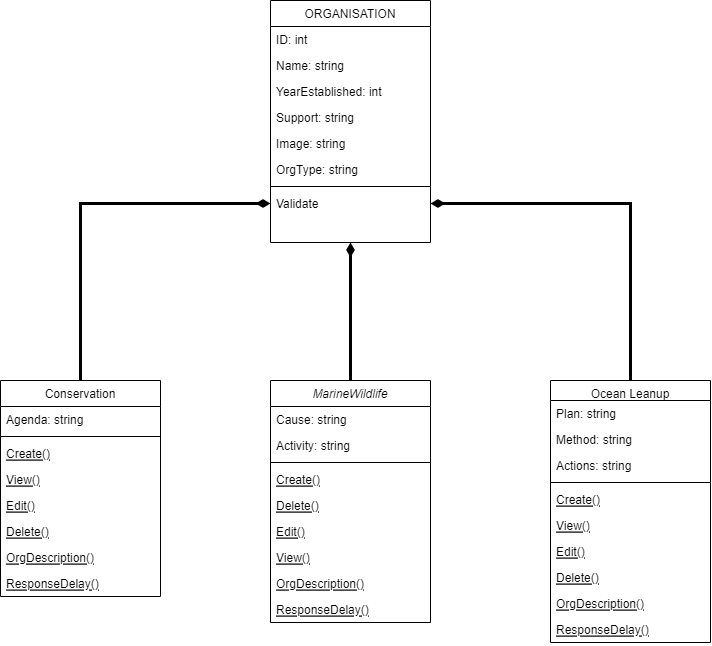 ORGANISATION
ID: int
Name: string
YearEstablished: int
Support: string
Image: string
OrgType: string
Validate
Conservation
Agenda: string
Create()
View()
Edit()
Delete()
OrgDescription()
ResponseDelay()
MarineWildlife
Cause: string
Activity: string
Create()
Delete()
Edit()
View()
OrgDescription()
ResponseDelay()
Ocean Leanup
Plan: string
Method: string
Actions: string
Create()
View()
Edit()
Delete()
OrgDescription()
ResponseDelay()